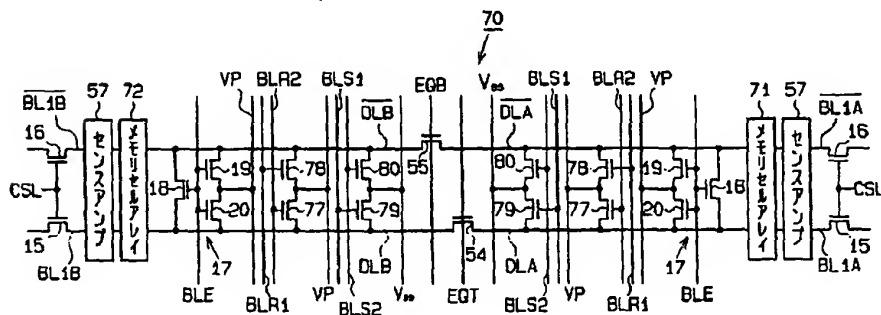 70
VP BLR2 BLS1 EQB Vss BLS1 BLR2 VP
57 72 71 57
BL1B DLB DLA BL1A
16 16
センスアンプ メモリセルアレイ メモリセルアレイ センスアンプ
55
18 19 78 80 80 78 19 18
CSL CSL
20 77 79 79 77 20
54
15 17 17 15
BL1B DLB DLA BL1A
BLE VP Vss EQT VP BLE
BLR1 BLS2 BLS2 BLR1